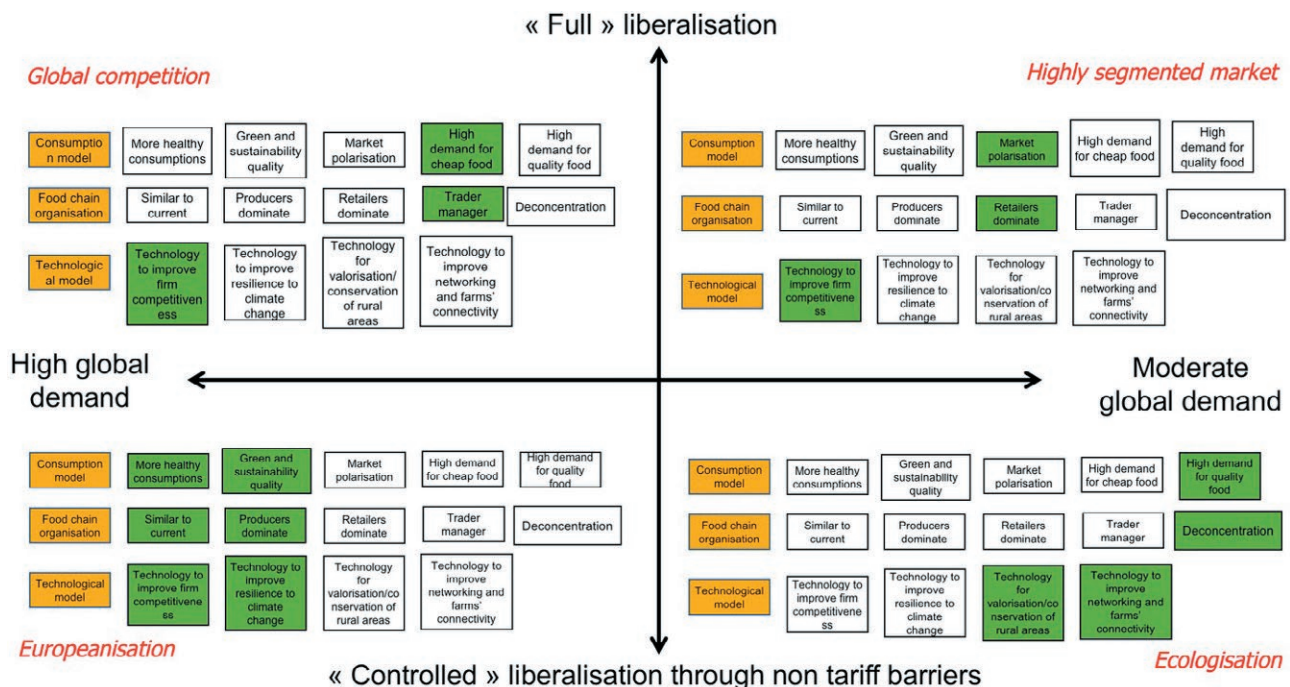 « Full » liberalisation
Global competition
Highly segmented market
Consumptio
n model
More healthy
consumptions
Green and
sustainability
quality
Market
polarisation
High
demand for
cheap food
High
demand for
quality food
Food chain
organisation
Similar to
current
Producers
dominate
Retailers
dominate
Trader
manager
Deconcentration
Technologic
al model
Technology
to improve
firm
competitiven
ess
Technology
to improve
resilience to
climate
change
Technology
for
valorisation/
conservation
of rural
areas
Technology to
improve
networking
and farms'
connectivity
Consumption
model
More healthy
consumptions
Green and
sustainability
quality
Market
polarisation
High demand
for cheap food
High
demand for
quality food
Food chain
organisation
Similar to
current
Producers
dominate
Retailers
dominate
Trader
manager
Deconcentration
Technological
model
Technology to
improve firm
competitivene
ss
Technology to
improve
resilience to
climate
change
Technology
for
valorisation/co
nservation of
rural areas
Technology to
improve
networking and
farms'
connectivity
High global
demand
Moderate
global demand
Consumption
model
More healthy
consumptions
Green and
sustainability
quality
Market
polarisation
High demand
for cheap food
High demand
for quality
food
Food chain
organisation
Similar to
current
Producers
dominate
Retailers
dominate
Trader
manager
Deconcentration
Technological
model
Technology to
improve firm
competitivene
ss
Technology to
improve
resilience to
climate
change
Technology
for
valorisation/co
nservation of
rural areas
Technology to
improve
networking and
farms'
connectivity
Consumption
model
More healthy
consumptions
Green and
sustainability
quality
Market
polarisation
High demand
for cheap food
High demand
for quality
food
Food chain
organisation
Similar to
current
Producers
dominate
Retailers
dominate
Trader
manager
Deconcentration
Technological
model
Technology to
improve firm
competitivene
ss
Technology to
improve
resilience to
climate
change
Technology
for
valorisation/co
nservation of
rural areas
Technology to
improve
networking and
farms'
connectivity
Europeanisation
Ecologisation
« Controlled » liberalisation through non tariff barriers